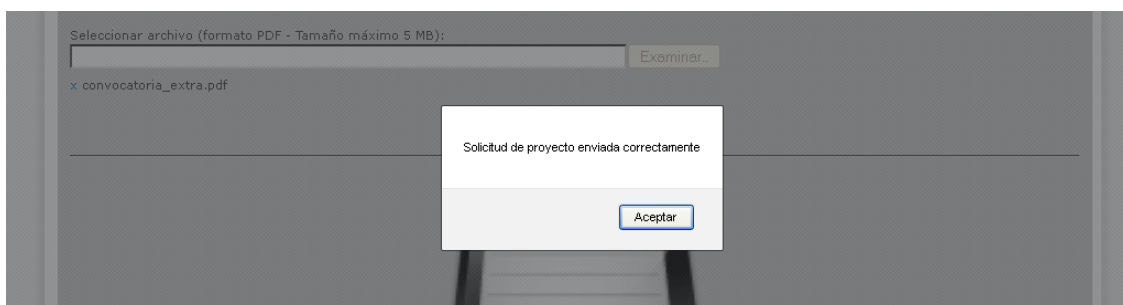 Seleccionar archivo (formato PDF - Tamaño máximo 5 MB):
Examinar..
x convocatoria_extra.pdf
Solicitud de proyecto enviada correctamente
Aceptar